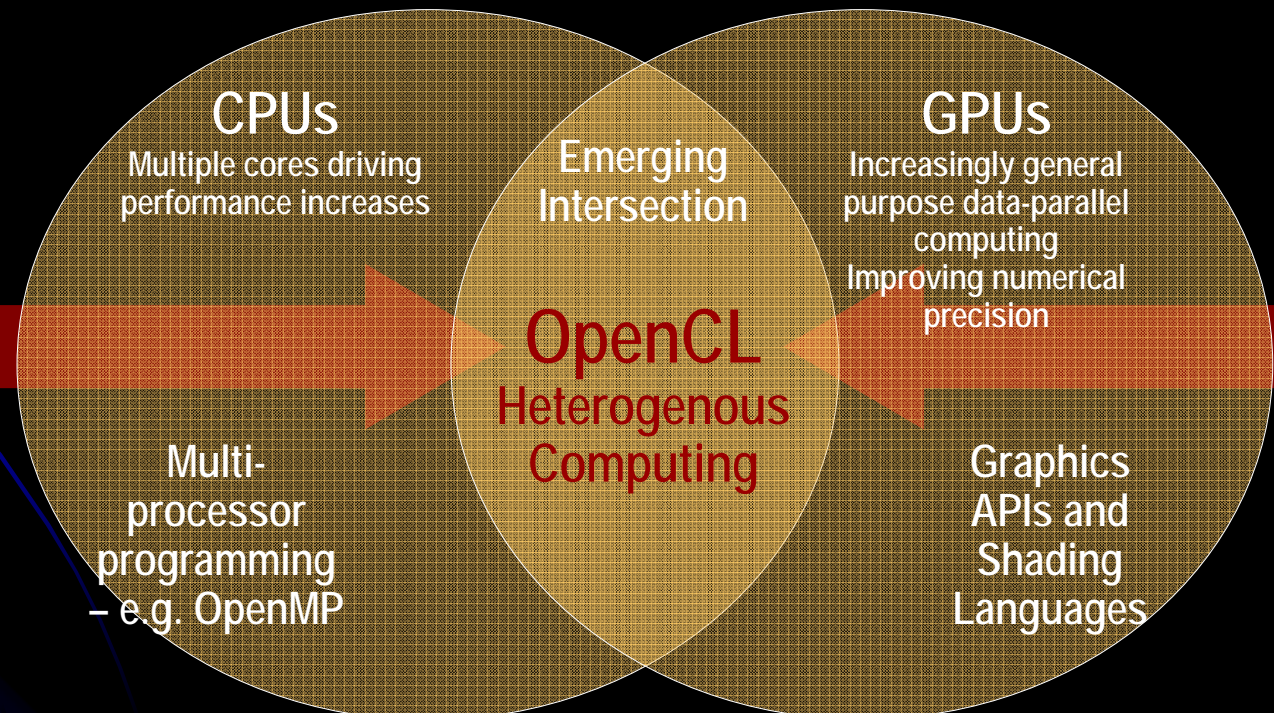 CPUs
Multiple cores driving
performance increases
Multi-
processor
programming
– e.g. OpenMP
Emerging
Intersection
OpenCL
Heterogenous
Computing
GPUs
Increasingly general
purpose data-parallel
computing
Improving numerical
precision
Graphics
APIs and
Shading
Languages